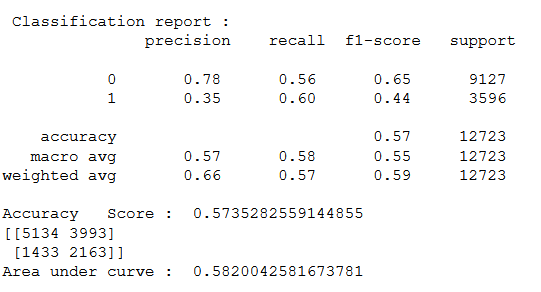 Classification report :
precision recall f1-score support
0 0.78 0.56 0.65 9127
1 0.35 0.60 0.44 3596
accuracy 0.57 12723
macro avg 0.57 0.58 0.55 12723
weighted avg 0.66 0.57 0.59 12723
Accuracy Score : 0.5735282559144855
[[5134 3993]
[1433 2163]]
Area under curve : 0.5820042581673781